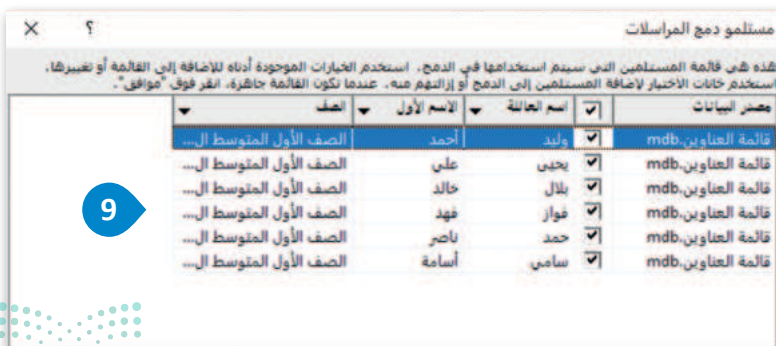 مستلمو دمج المراسلات
هذه هي قائمة المستلمين التي سيتم استخدامها في الدمج. استخدم الخيارات الموجودة أدناه للإضافة إلى القائمة أو تغييرها.
استخدم خانات الاختيار لإضافة المستلمين إلى الدمج أو إزالتهم منه. عندما تكون القائمة جاهزة، انقر فوق "موافق".
مصدر البيانات اسم العائلة الاسم الأول الصف
قائمة العناوين.mdb وليد أحمد الصف الأول المتوسط ال...
قائمة العناوين.mdb يحيى علي الصف الأول المتوسط ال...
قائمة العناوين.mdb بلال خالد الصف الأول المتوسط ال...
قائمة العناوين.mdb فواز فهد الصف الأول المتوسط ال...
قائمة العناوين.mdb حمد ناصر الصف الأول المتوسط ال...
قائمة العناوين.mdb سامي أسامة الصف الأول المتوسط ال...
9